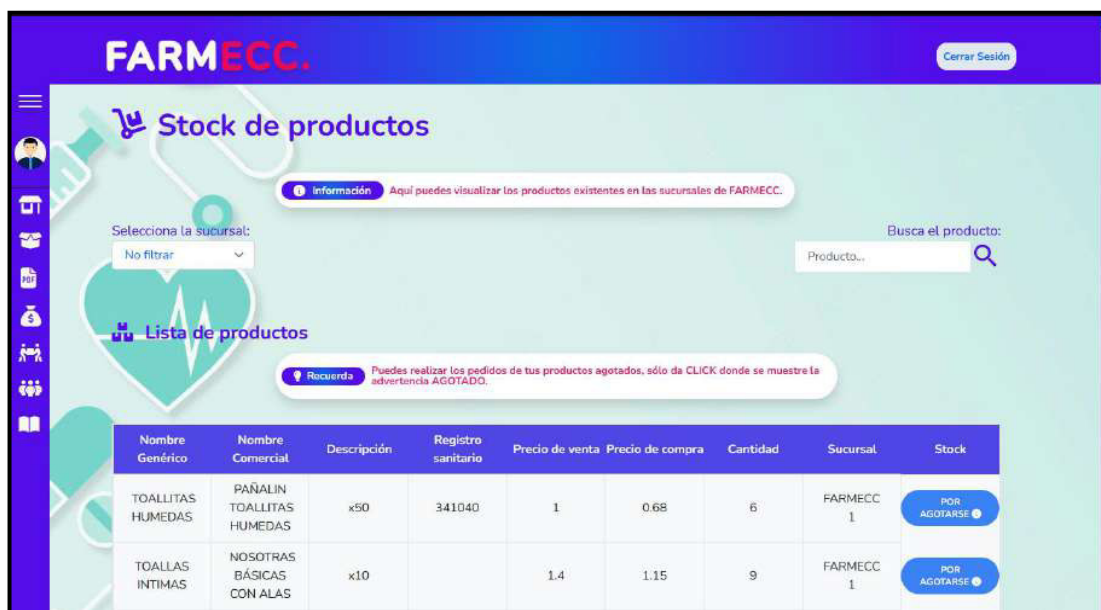 FARMECC.
Cerrar Sesión
Stock de productos
Información Aquí puedes visualizar los productos existentes en las sucursales de FARMECC.
Selecciona la sucursal:
Busca el producto:
No filtrar
Producto...
PDF
Lista de productos
Recuerda Puedes realizar los pedidos de tus productos agotados, sólo da CLICK donde se muestre la
advertencia AGOTADO.
Nombre Genérico Nombre Comercial Descripción Registro sanitario Precio de venta Precio de compra Cantidad Sucursal Stock
TOALLITAS HUMEDAS PAÑALIN TOALLITAS HUMEDAS x50 341040 1 0.68 6 FARMECC 1 POR AGOTARSE
TOALLAS INTIMAS NOSOTRAS BÁSICAS CON ALAS x10 1.4 1.15 9 FARMECC 1 POR AGOTARSE